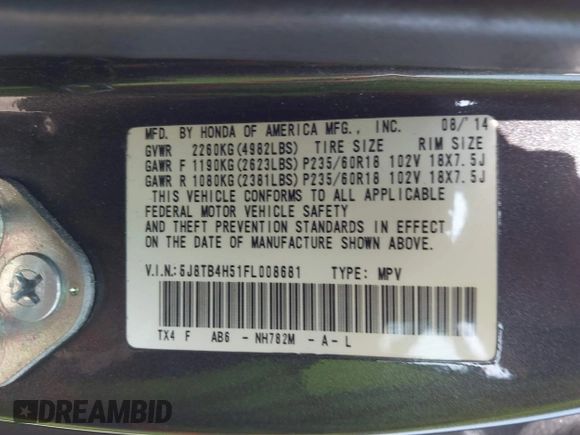 MFD. BY HONDA OF AMERICA MFG., INC. 08/'14
GVWR 2260KG(4982LBS) TIRE SIZE RIM SIZE
GAWR F 1190KG(2623LBS)P235/60R18 102V 18X7.5J
GAWR R 1080KG(2381LBS)P235/60R18 102V 18X7.5J
THIS VEHICLE CONFORMS TO ALL APPLICABLE
FEDERAL MOTOR VEHICLE SAFETY
AND THEFT PREVENTION STANDARDS IN EFFECT
ON THE DATE OF MANUFACTURE SHOWN ABOVE.
V.I.N.:5J8TB4H51FL008681 TYPE: MPV
TX4 F AB6 - NH782M - A - L
DREAMBID